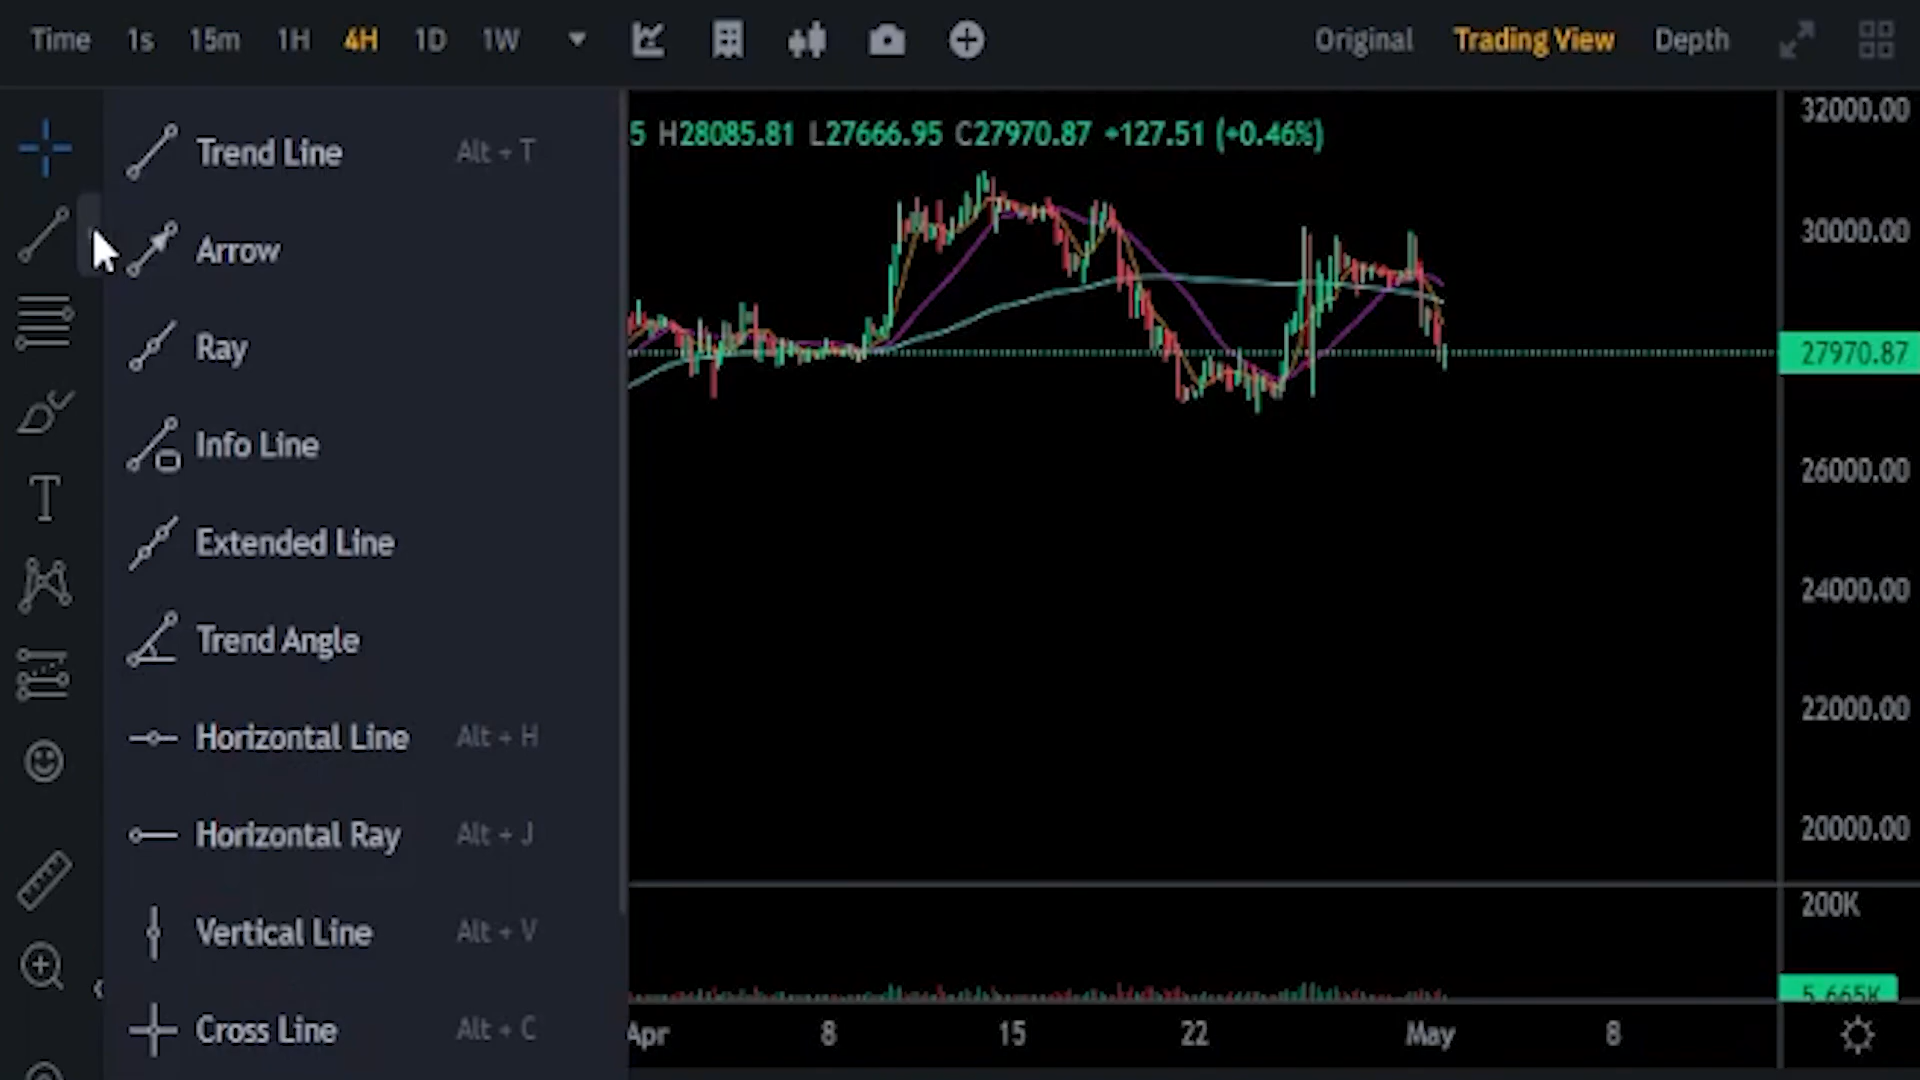 Time 1s 15m 1H 4H 1D 1W Original Trading View Depth
5 H28085.81 L27666.95 C27970.87 +127.51 (+0.46%)
Trend Line Alt + T
Arrow
Ray
Info Line
Extended Line
Trend Angle
Horizontal Line Alt + H
Horizontal Ray Alt + J
Vertical Line Alt + V
Cross Line Alt + C
32000.00
30000.00
27970.87
26000.00
24000.00
22000.00
20000.00
200K
5.665K
Apr 8 15 22 May 8